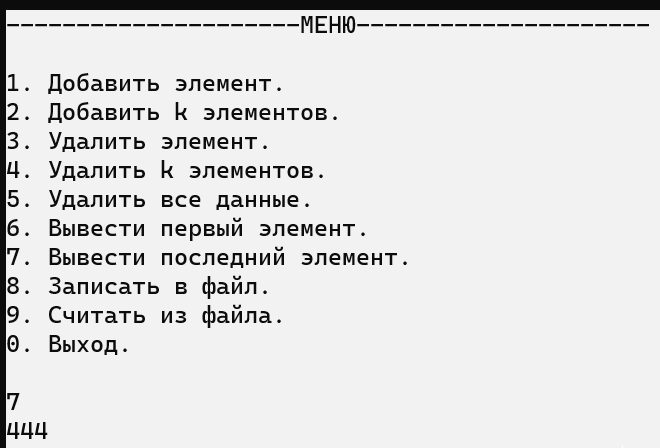 ---------------------МЕНЮ---------------------
1. Добавить элемент.
2. Добавить k элементов.
3. Удалить элемент.
4. Удалить k элементов.
5. Удалить все данные.
6. Вывести первый элемент.
7. Вывести последний элемент.
8. Записать в файл.
9. Считать из файла.
0. Выход.
7
444